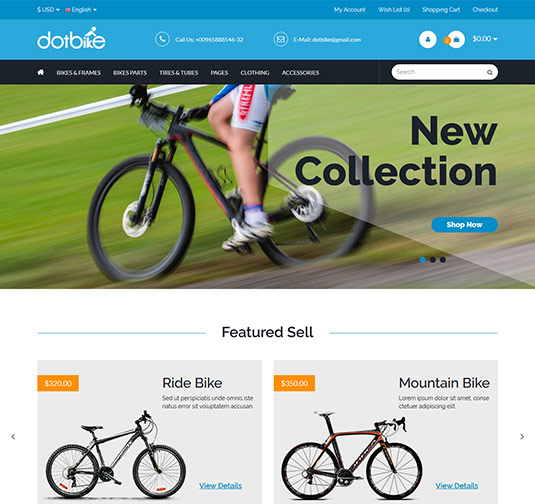 $ USD English My Account Wish List (0) Shopping Cart Checkout
dotbike Call Us: +00965888546-32 E-Mail: dotbike@gmail.com 0 $0.00
BIKES & FRAMES BIKES PARTS TIRES & TUBES PAGES CLOTHING ACCESSORIES Search
New
Collection
Shop Now
Featured Sell
$320.00 Ride Bike
Sed ut perspiciatis unde omnis iste
natus error sit voluptatem accusan.
View Details
$350.00 Mountain Bike
Lorem ipsum dolor sit amet, conse
ctetuer adipiscing elit.
View Details